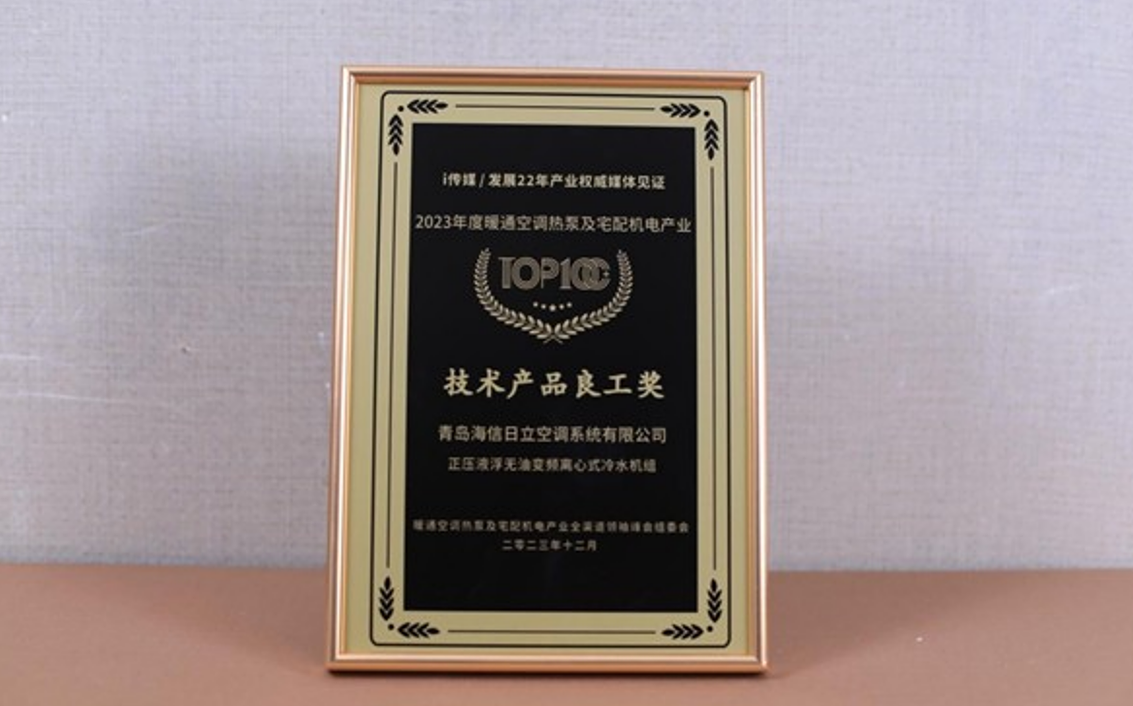 i传媒 / 发展22年产业权威媒体见证
2023年度暖通空调热泵及宅配机电产业
TOP100
技术产品良工奖
青岛海信日立空调系统有限公司
正压液浮无油变频离心式冷水机组
暖通空调热泵及宅配机电产业全渠道领袖峰会组委会
二零二三年十二月